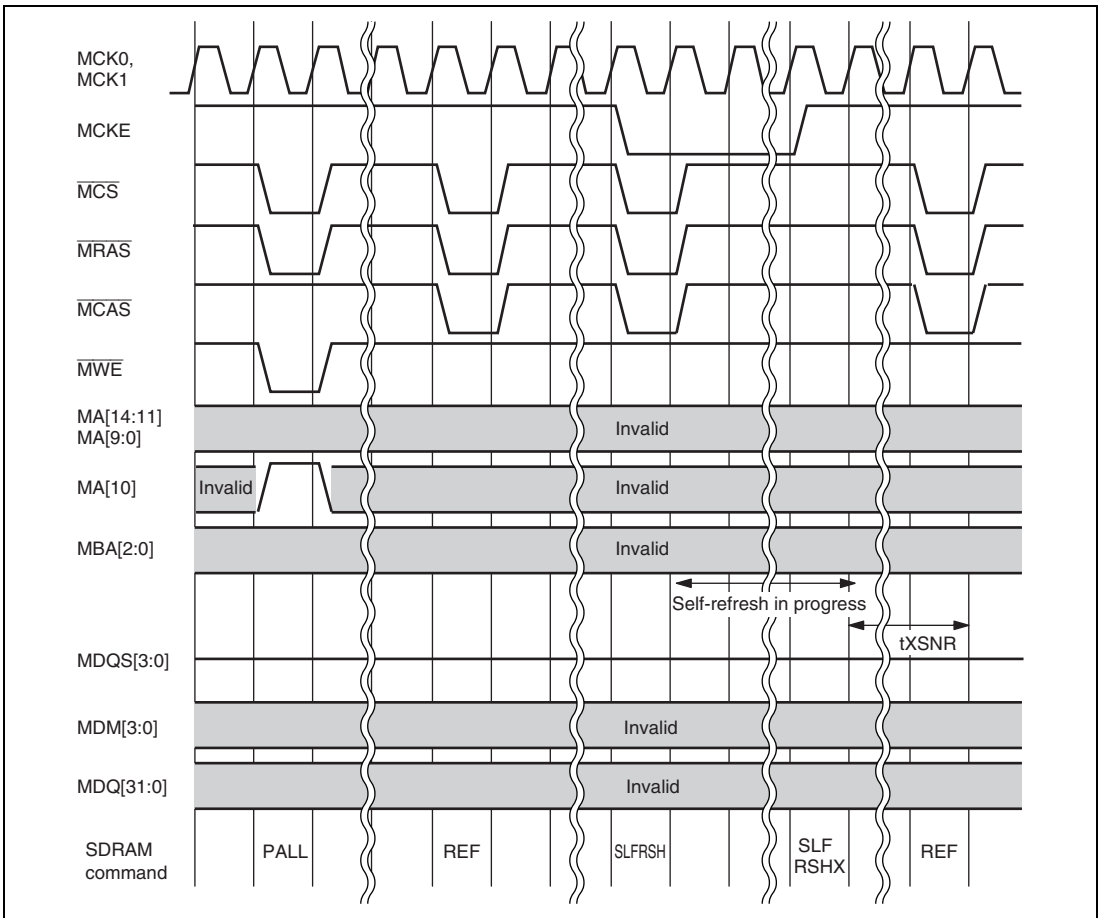 MCK0,
MCK1
MCKE
MCS
MRAS
MCAS
MWE
MA[14:11]
MA[9:0]
Invalid
MA[10]
Invalid
Invalid
MBA[2:0]
Invalid
Self-refresh in progress
tXSNR
MDQS[3:0]
MDM[3:0]
Invalid
MDQ[31:0]
Invalid
SDRAM
command
PALL
REF
SLFRSH
SLF
RSHX
REF